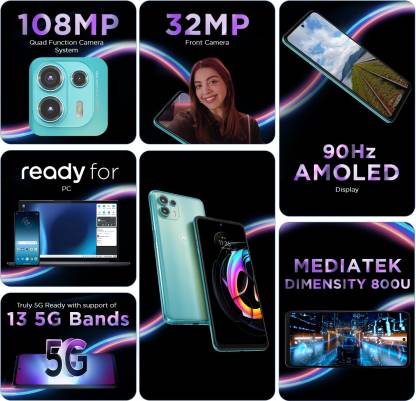 108MP
Quad Function Camera
System
32MP
Front Camera
90Hz
AMOLED
Display
ready for
PC
MEDIATEK
DIMENSITY 800U
Truly 5G Ready with support of
13 5G Bands
5G